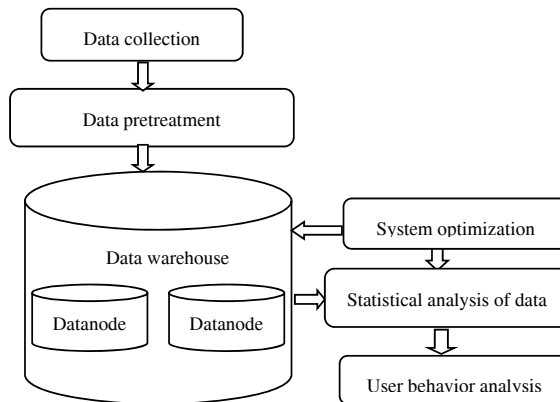 Data collection
Data pretreatment
System optimization
Data warehouse
Statistical analysis of data
Datanode
Datanode
User behavior analysis